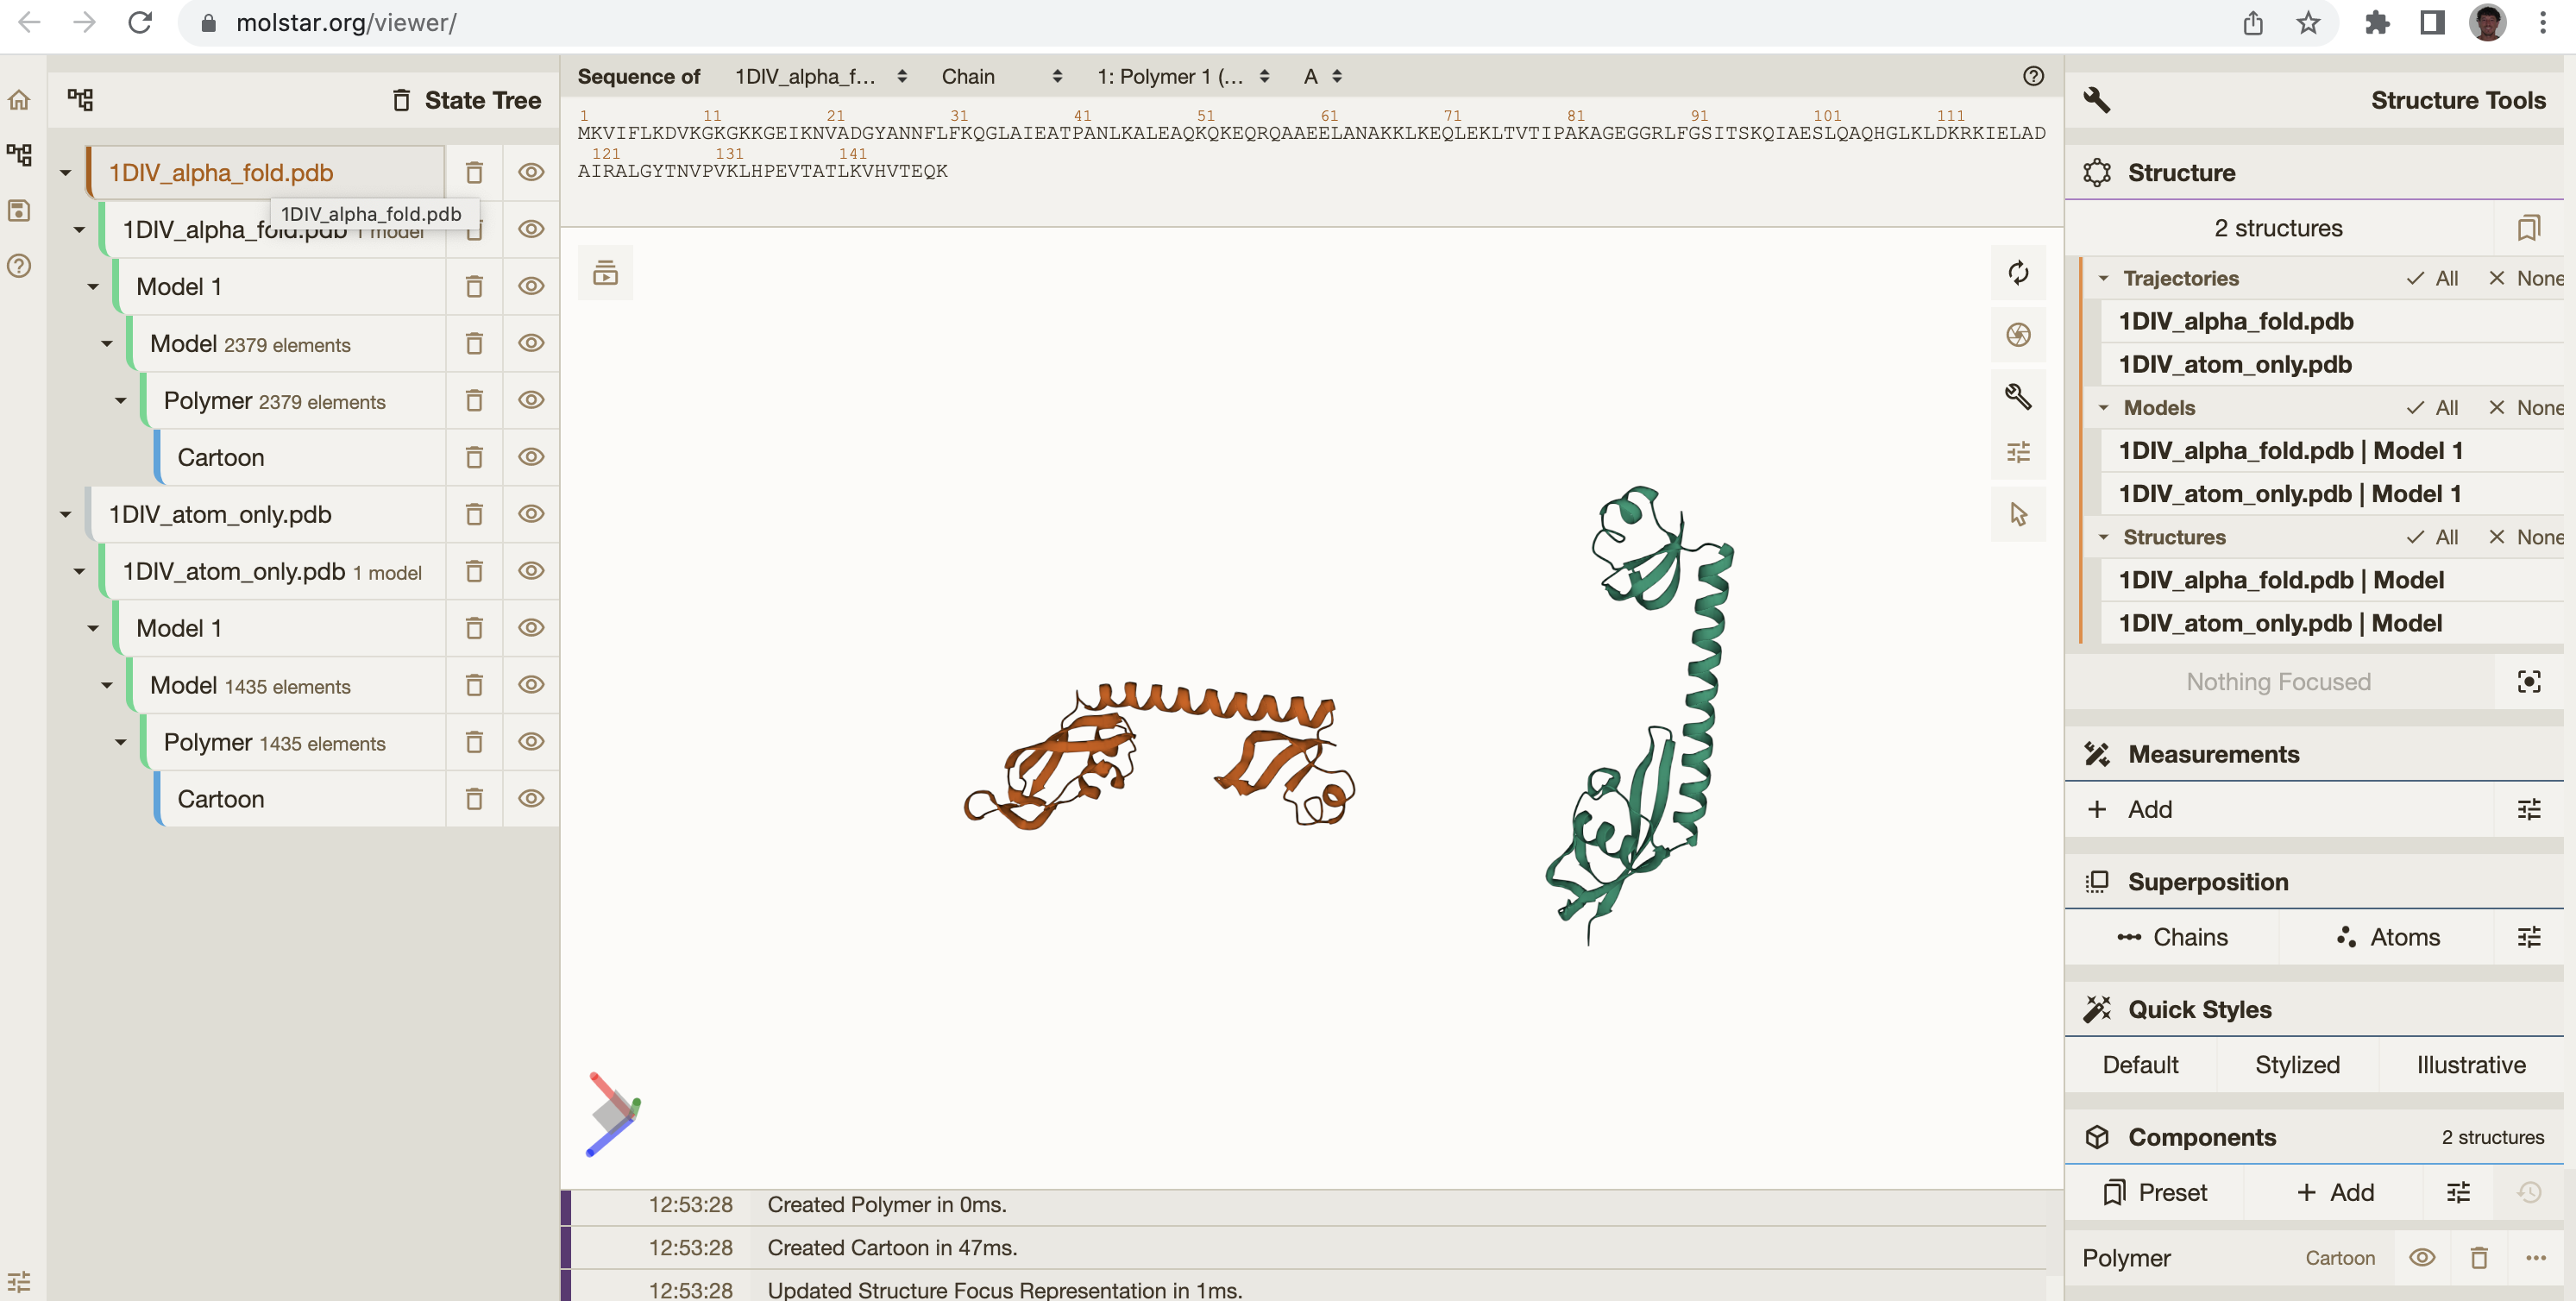 molstar.org/viewer/
State Tree
1DIV_alpha_fold.pdb
1DIV_alpha_fold.pdb
1DIV_alpha_fold.pdb 1 model
Model 1
Model 2379 elements
Polymer 2379 elements
Cartoon
1DIV_atom_only.pdb
1DIV_atom_only.pdb 1 model
Model 1
Model 1435 elements
Polymer 1435 elements
Cartoon
Sequence of 1DIV_alpha_f... Chain 1: Polymer 1 (... A
1 11 21 31 41 51 61 71 81 91 101 111
MKVIFLKDVKGKGKKGEIKNVADGYANNFLFKQGLAIEATPANLKALEAQKQKEQRQAAEELANAKKLKEQLEKLTVTIPAKAGEGGRLFGSITSKQIAESLQAQHGLKLDKRKIELAD
121 131 141
AIRALGYTNVPVKLHPEVTATLKVHVTEQK
12:53:28 Created Polymer in 0ms.
12:53:28 Created Cartoon in 47ms.
12:53:28 Updated Structure Focus Representation in 1ms.
Structure Tools
Structure
2 structures
Trajectories All None
1DIV_alpha_fold.pdb
1DIV_atom_only.pdb
Models All None
1DIV_alpha_fold.pdb | Model 1
1DIV_atom_only.pdb | Model 1
Structures All None
1DIV_alpha_fold.pdb | Model
1DIV_atom_only.pdb | Model
Nothing Focused
Measurements
+ Add
Superposition
Chains Atoms
Quick Styles
Default Stylized Illustrative
Components 2 structures
Preset + Add
Polymer Cartoon